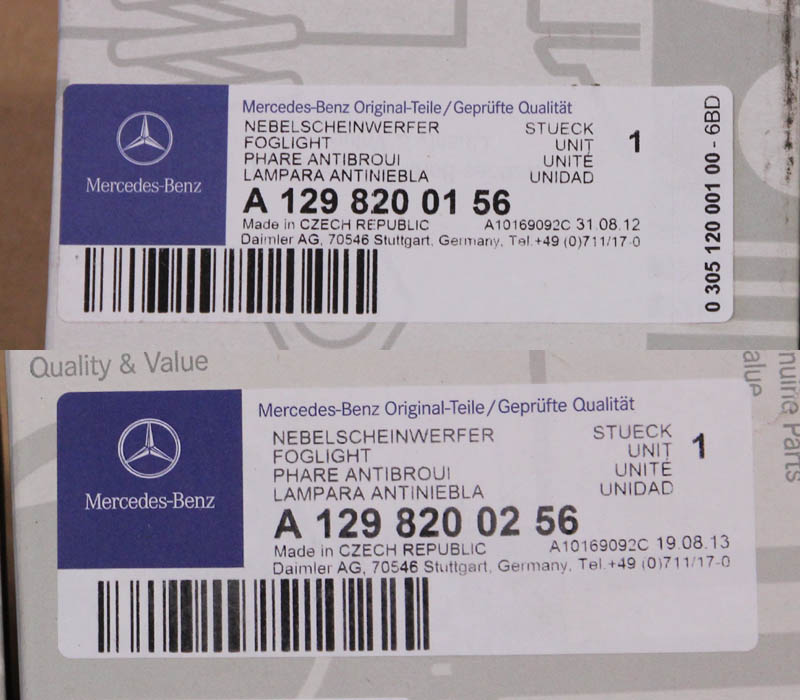 Mercedes-Benz Original-Teile/Geprüfte Qualität
NEBELSCHEINWERFER STUECK 1
FOGLIGHT UNIT
PHARE ANTIBROUI UNITÉ
LAMPARA ANTINIEBLA UNIDAD
Mercedes-Benz
A 129 820 01 56
Made in CZECH REPUBLIC A10169092C 31.08.12
Daimler AG, 70546 Stuttgart, Germany, Tel.+49 (0)711/17-0
0 305 120 001 00 - 6BD
Quality & Value
nuine Parts
alue
Mercedes-Benz Original-Teile/Geprüfte Qualität
NEBELSCHEINWERFER STUECK 1
FOGLIGHT UNIT
PHARE ANTIBROUI UNITÉ
LAMPARA ANTINIEBLA UNIDAD
Mercedes-Benz
A 129 820 02 56
Made in CZECH REPUBLIC A10169092C 19.08.13
Daimler AG, 70546 Stuttgart, Germany, Tel.+49 (0)711/17-0